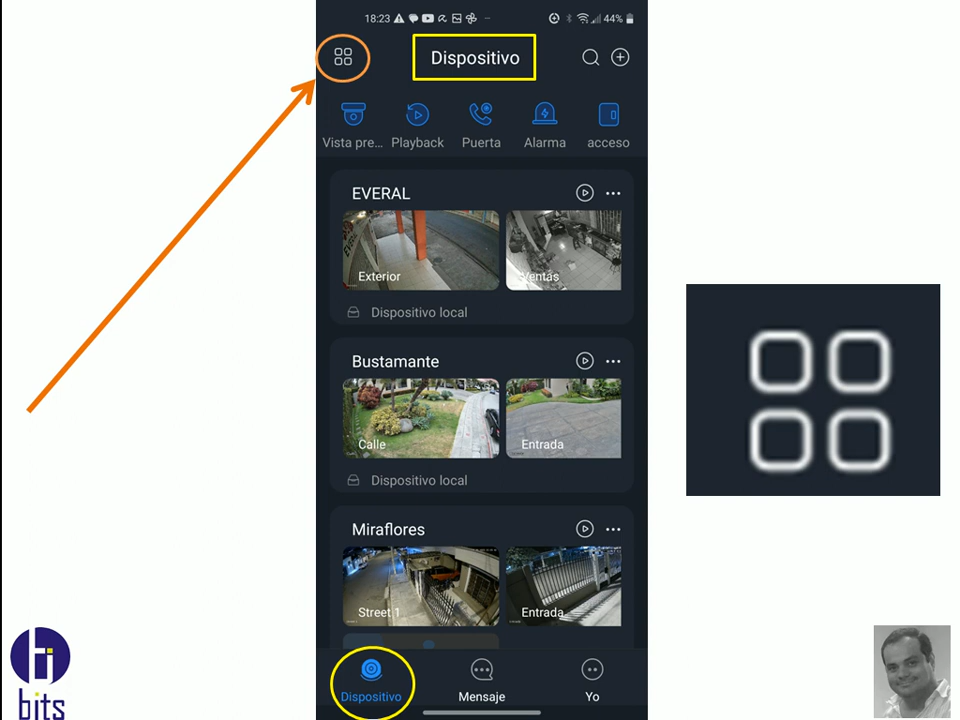 18:23
44%
Dispositivo
Vista pre... Playback Puerta Alarma acceso
EVERAL
EVERAL
Exterior Ventas
Dispositivo local
Bustamante
Calle Entrada
Dispositivo local
Miraflores
Street 1 Entrada
Dispositivo Mensaje Yo
bits